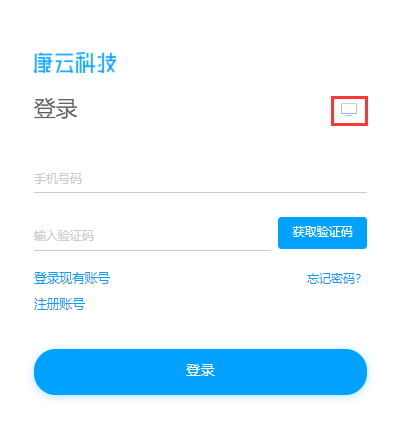 康云科技
登录
手机号码
输入验证码
获取验证码
登录现有账号
忘记密码?
注册账号
登录